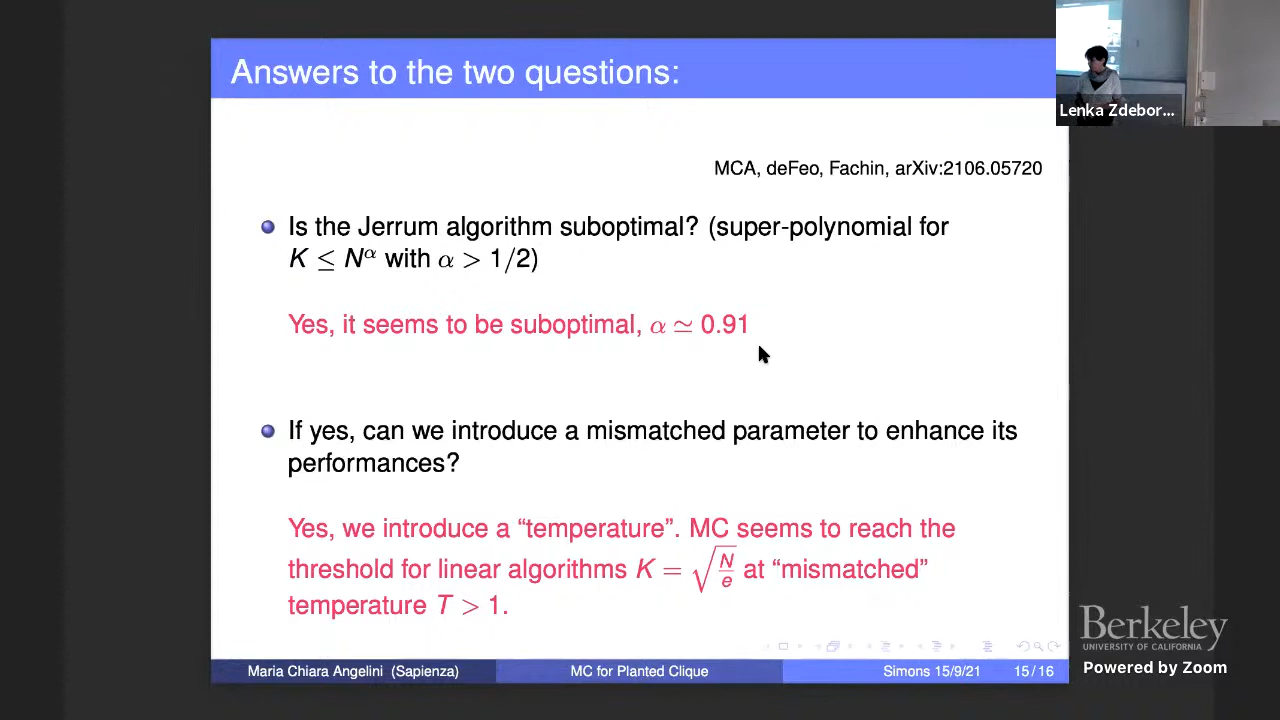 Answers to the two questions:
Lenka Zdebor...
MCA, deFeo, Fachin, arXiv:2106.05720
Is the Jerrum algorithm suboptimal? (super-polynomial for
K ≤ N^α with α > 1/2)
Yes, it seems to be suboptimal, α ≃ 0.91
If yes, can we introduce a mismatched parameter to enhance its
performances?
Yes, we introduce a “temperature”. MC seems to reach the
threshold for linear algorithms K = √(N/e) at “mismatched”
temperature T > 1.
Berkeley
UNIVERSITY OF CALIFORNIA
Powered by Zoom
Maria Chiara Angelini (Sapienza)
MC for Planted Clique
Simons 15/9/21
15 / 16